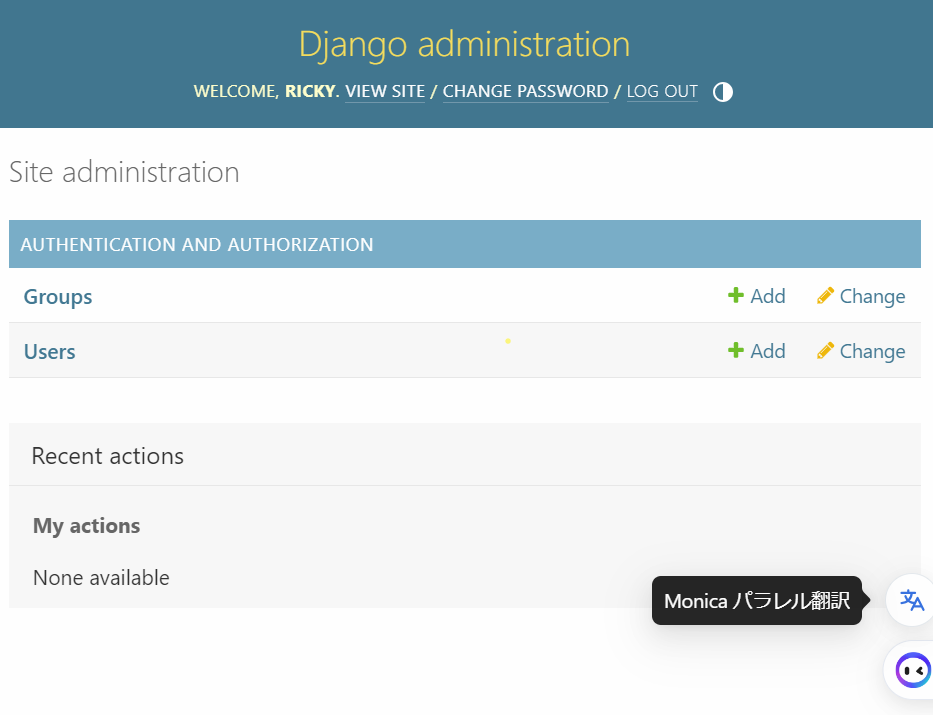 Django administration
WELCOME, RICKY. VIEW SITE / CHANGE PASSWORD / LOG OUT
Site administration
AUTHENTICATION AND AUTHORIZATION
Groups Add Change
Users Add Change
Recent actions
My actions
None available
Monica パラレル翻訳
文A